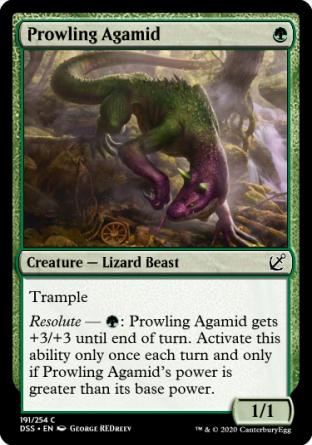 Prowling Agamid
Creature — Lizard Beast
Trample
Resolute — : Prowling Agamid gets
+3/+3 until end of turn. Activate this
ability only once each turn and only
if Prowling Agamid's power is
greater than its base power.
1/1
191/254 C
DSS • EN George REDreev
™ & © 2020 CanterburyEgg